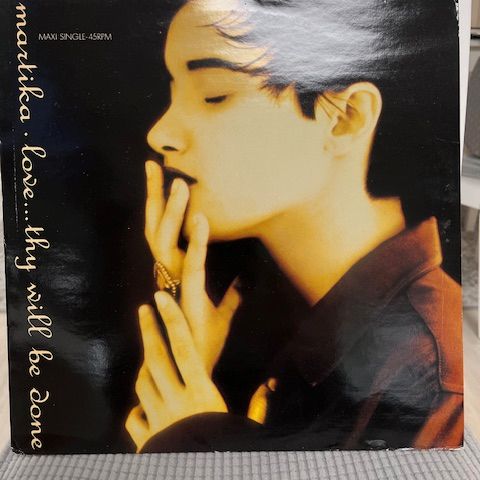 MAXI SINGLE-45RPM
martika · love...thy will be done